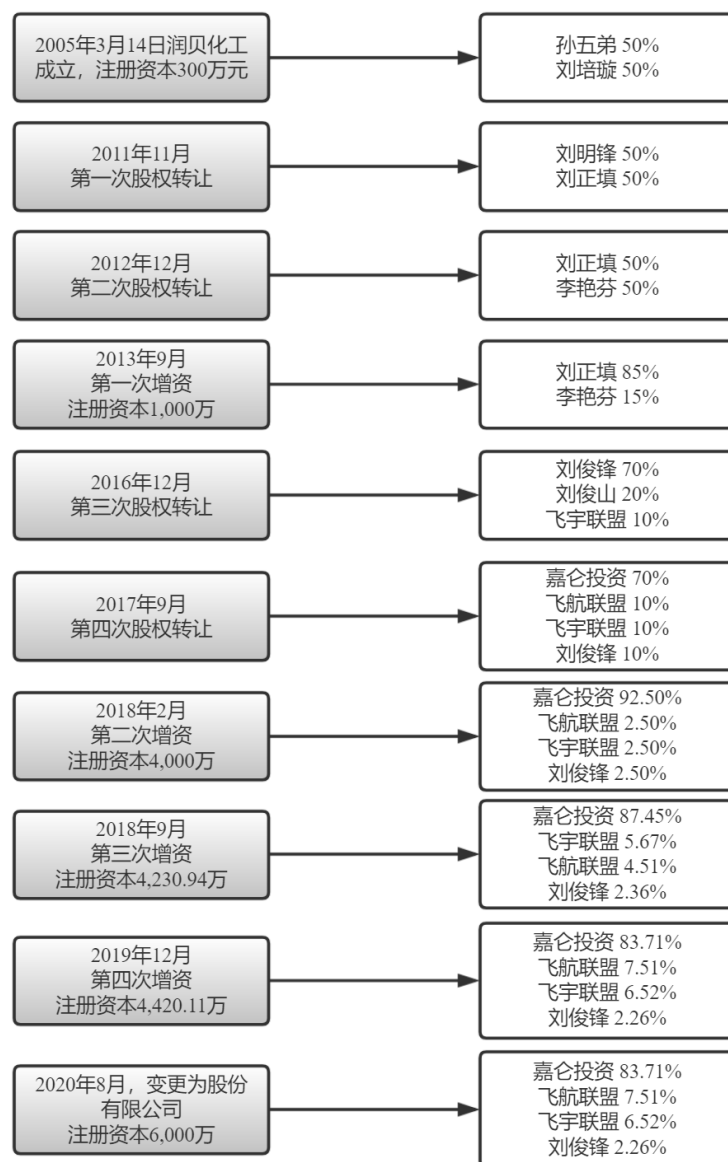 2005年3月14日润贝化工
成立，注册资本300万元
孙五弟 50%
刘培璇 50%
2011年11月
第一次股权转让
刘明锋 50%
刘正填 50%
2012年12月
第二次股权转让
刘正填 50%
李艳芬 50%
2013年9月
第一次增资
注册资本1,000万
刘正填 85%
李艳芬 15%
2016年12月
第三次股权转让
刘俊锋 70%
刘俊山 20%
飞宇联盟 10%
2017年9月
第四次股权转让
嘉仑投资 70%
飞航联盟 10%
飞宇联盟 10%
刘俊锋 10%
2018年2月
第二次增资
注册资本4,000万
嘉仑投资 92.50%
飞航联盟 2.50%
飞宇联盟 2.50%
刘俊锋 2.50%
2018年9月
第三次增资
注册资本4,230.94万
嘉仑投资 87.45%
飞宇联盟 5.67%
飞航联盟 4.51%
刘俊锋 2.36%
2019年12月
第四次增资
注册资本4,420.11万
嘉仑投资 83.71%
飞航联盟 7.51%
飞宇联盟 6.52%
刘俊锋 2.26%
2020年8月，变更为股份
有限公司
注册资本6,000万
嘉仑投资 83.71%
飞航联盟 7.51%
飞宇联盟 6.52%
刘俊锋 2.26%